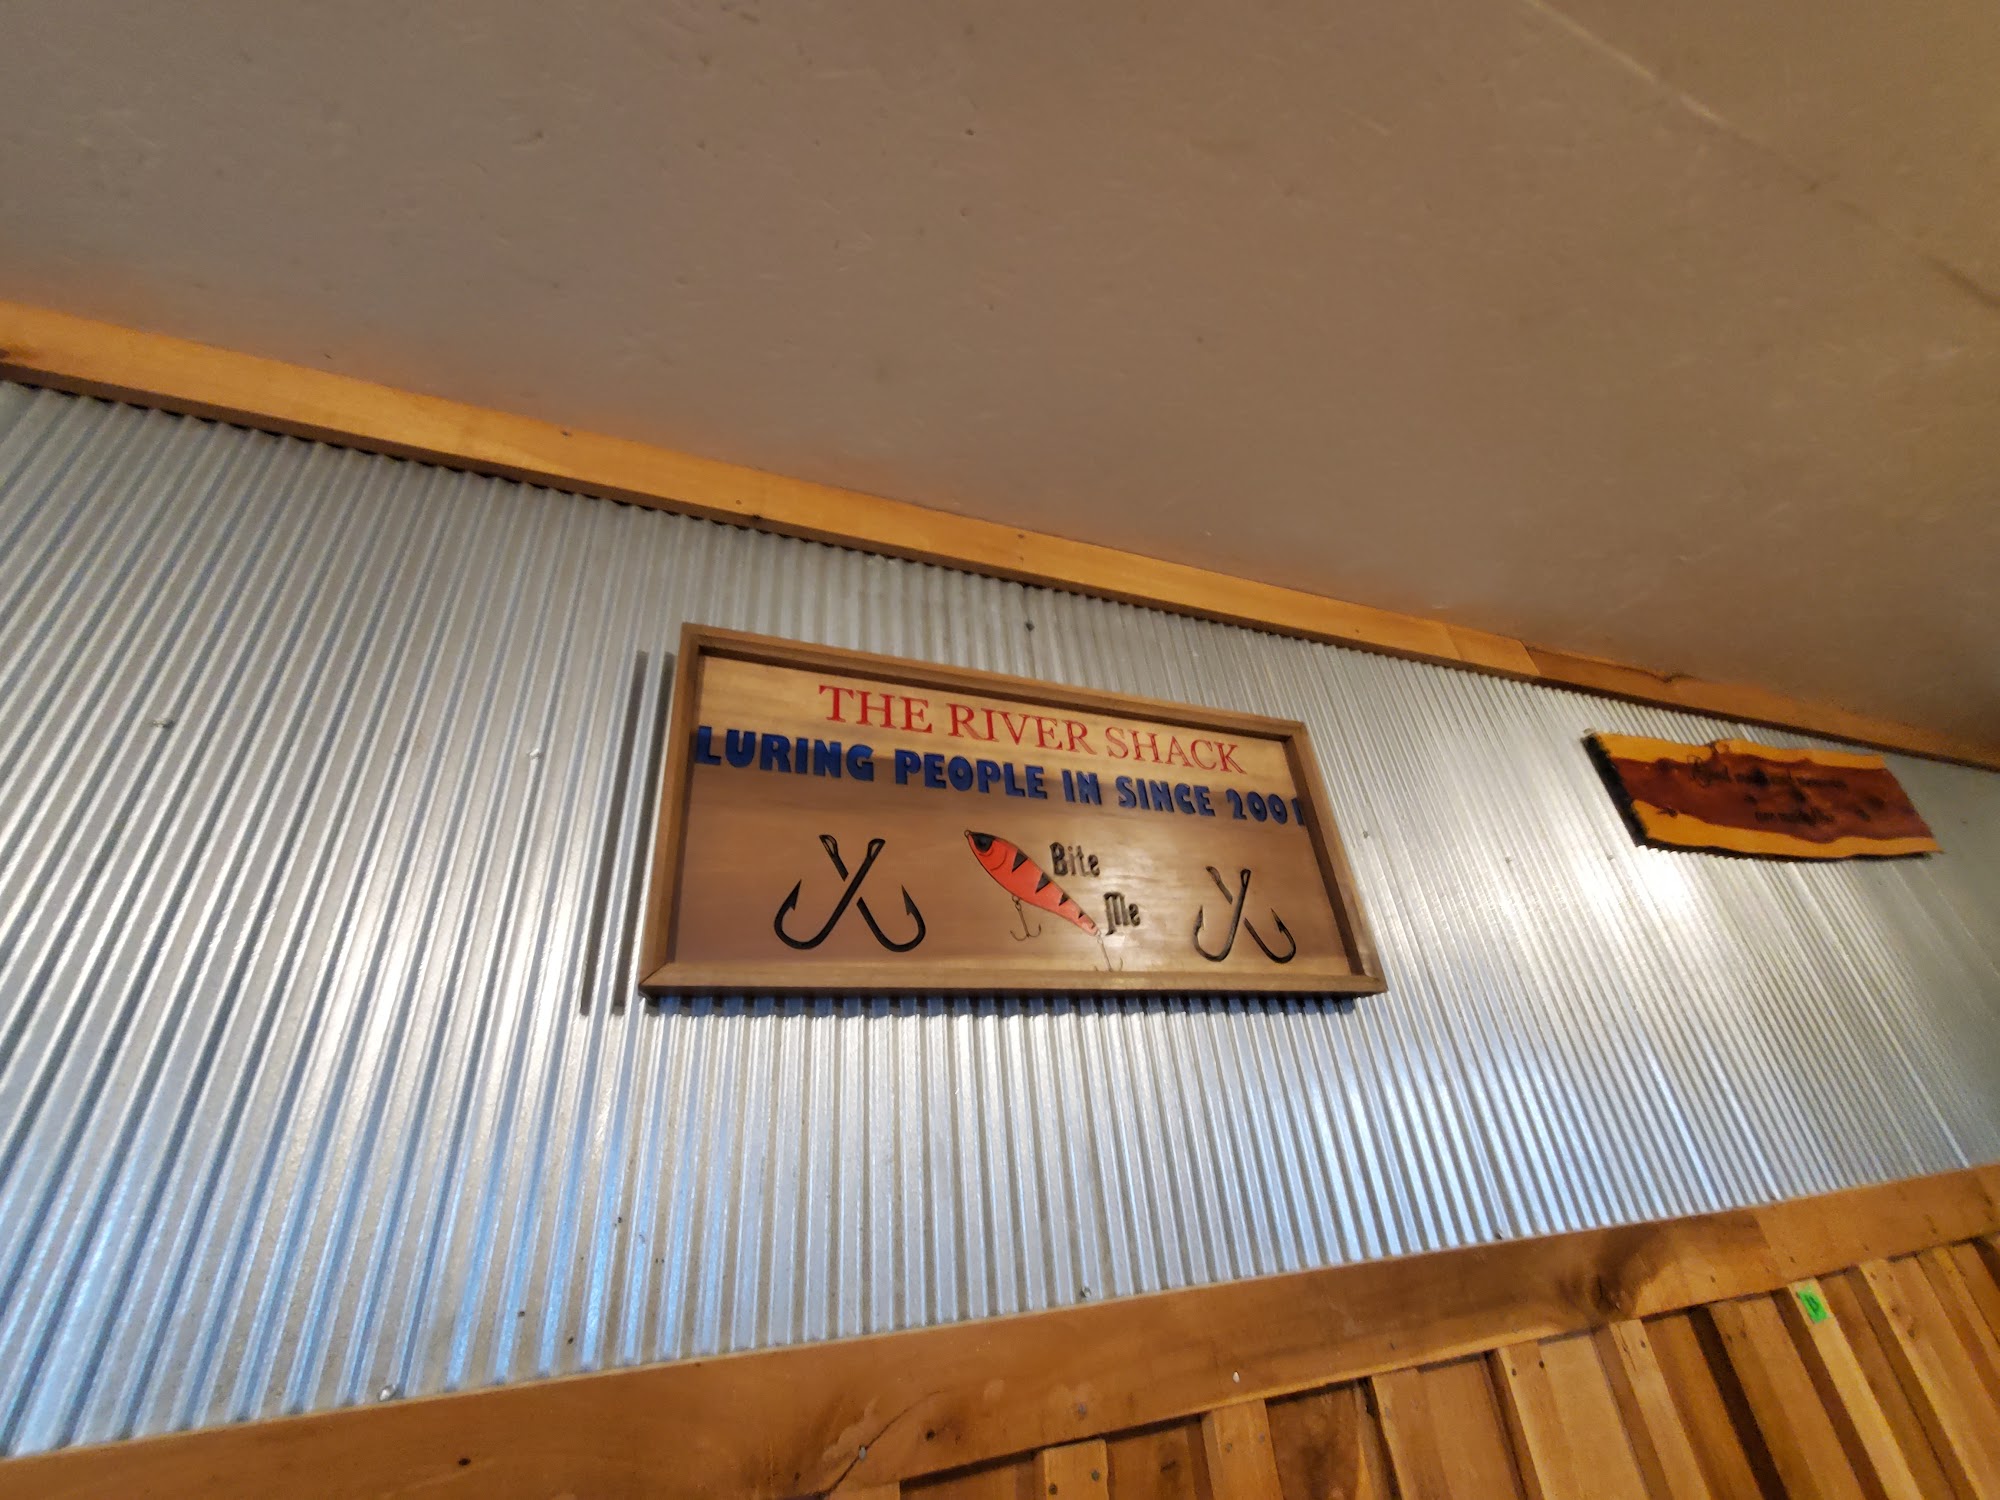 THE RIVER SHACK
LURING PEOPLE IN SINCE 2001
Bite
Me